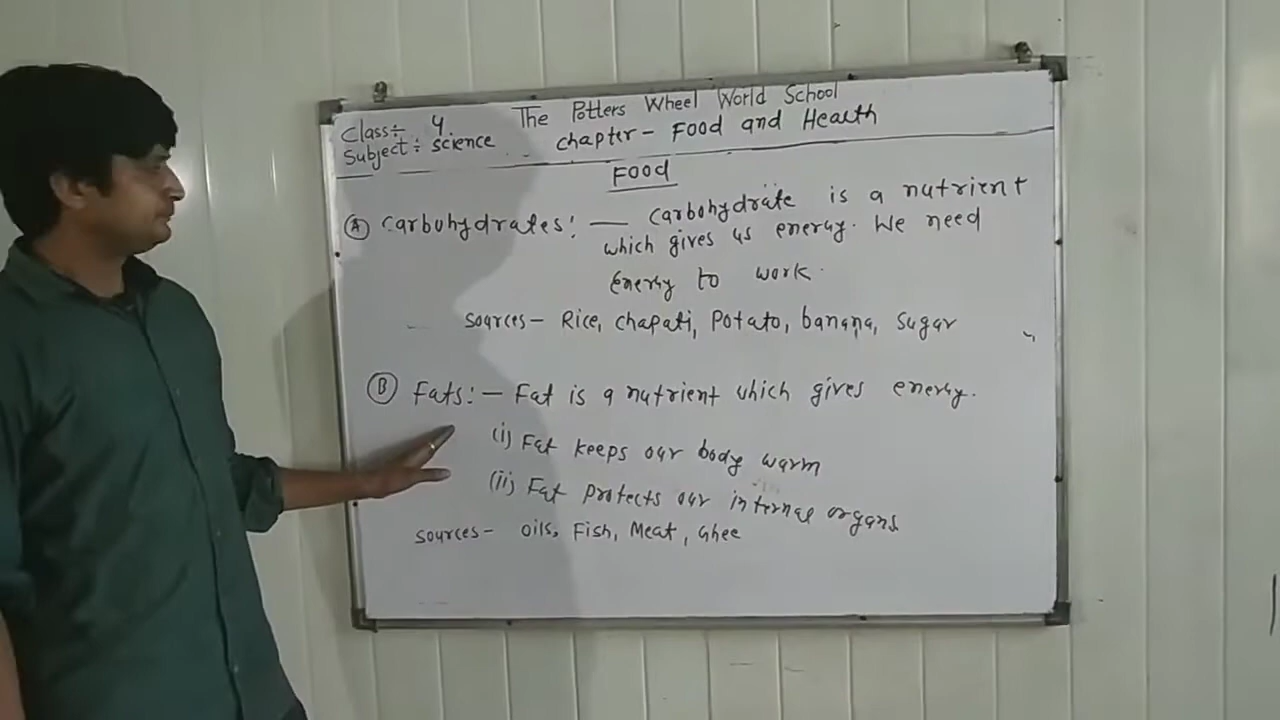 The Potters Wheel World School
Class÷ 4
Subject÷ science
chapter- Food and Health
Food
(A) Carbohydrates:— Carbohydrate is a nutrient
which gives us energy. We need
Energy to work.
Sources- Rice, chapati, Potato, banana, sugar
(B) Fats:— Fat is a nutrient which gives energy.
(i) Fat keeps our body warm
(ii) Fat Protects our internal organs
Sources- oils, Fish, Meat, Ghee